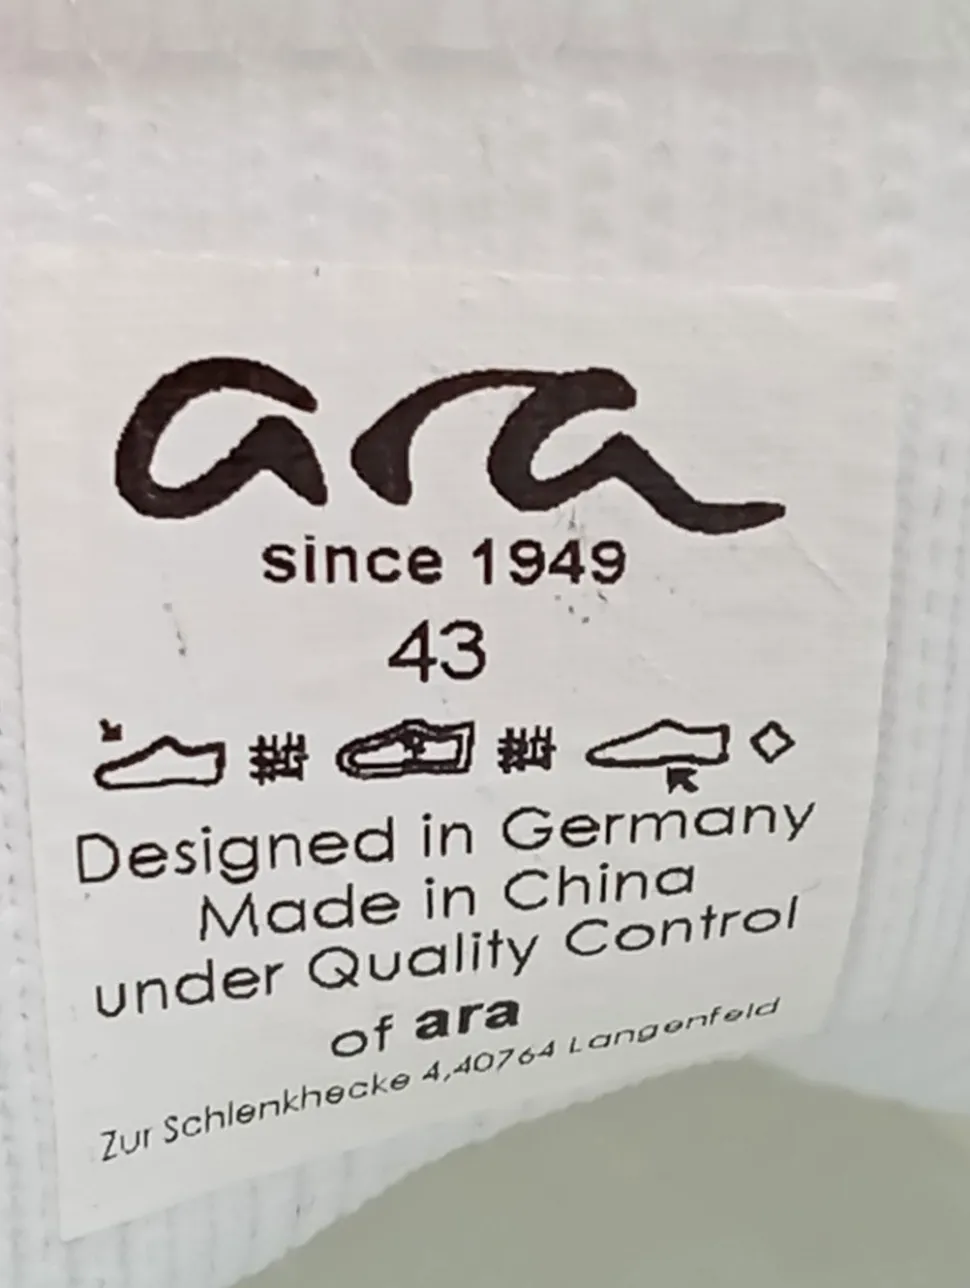 ara
since 1949
43
Designed in Germany
Made in China
under Quality Control
of ara
Zur Schlenkhecke 4,40764 Langenfeld